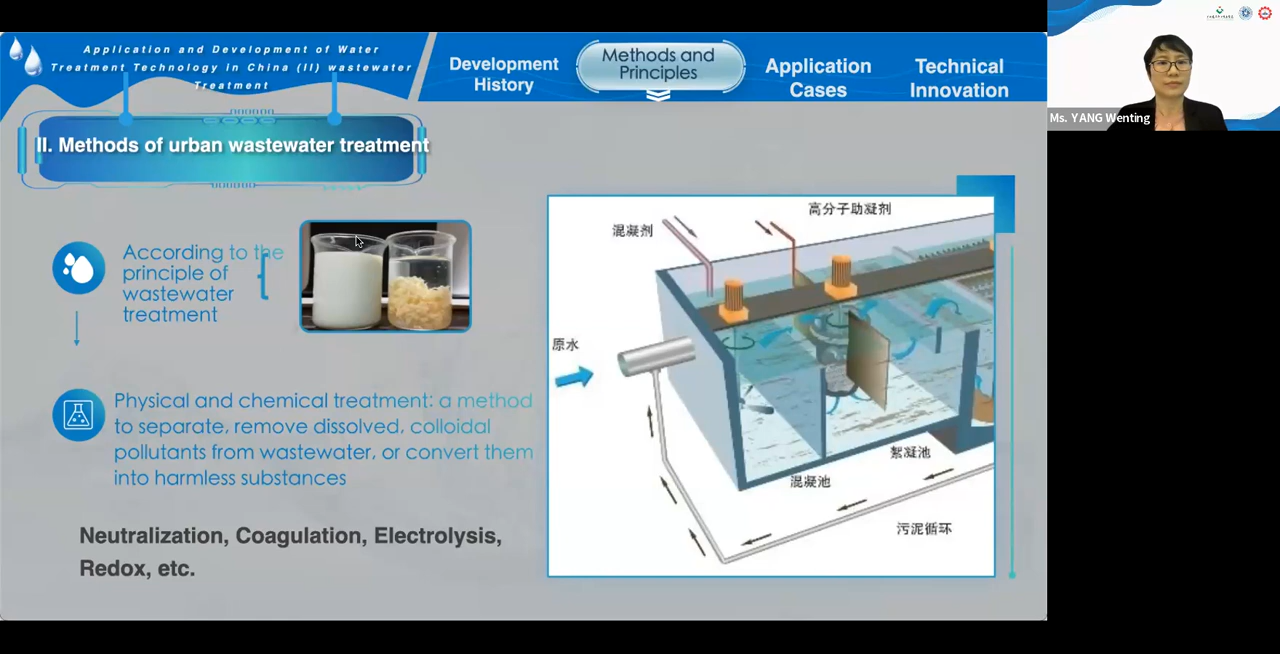 Application and Development of Water
Treatment Technology in China (II) wastewater
Treatment
Development
History
Methods and
Principles
Application
Cases
Technical
Innovation
Ms. YANG Wenting
II. Methods of urban wastewater treatment
According to the
principle of
wastewater
treatment
Physical and chemical treatment: a method
to separate, remove dissolved, colloidal
pollutants from wastewater, or convert them
into harmless substances
Neutralization, Coagulation, Electrolysis,
Redox, etc.
高分子助凝剂
混凝剂
原水
絮凝池
混凝池
污泥循环